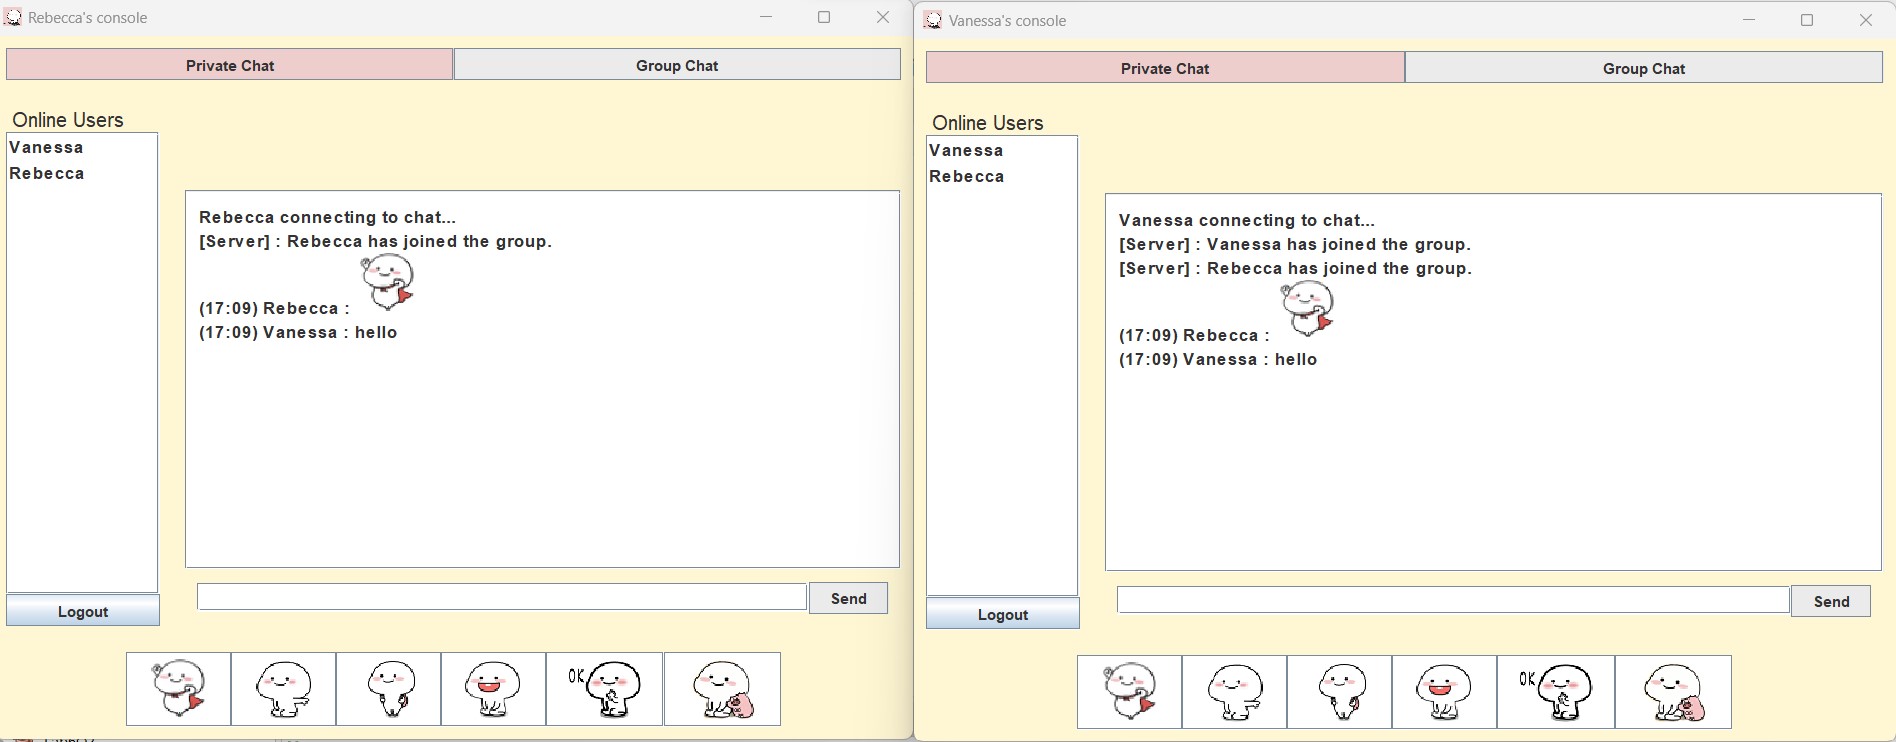 Rebecca's console
Private Chat
Group Chat
Online Users
Vanessa
Rebecca
Rebecca connecting to chat...
[Server] : Rebecca has joined the group.
(17:09) Rebecca :
(17:09) Vanessa : hello
Send
Logout
OK
Vanessa's console
Private Chat
Group Chat
Online Users
Vanessa
Rebecca
Vanessa connecting to chat...
[Server] : Vanessa has joined the group.
[Server] : Rebecca has joined the group.
(17:09) Rebecca :
(17:09) Vanessa : hello
Send
Logout
OK